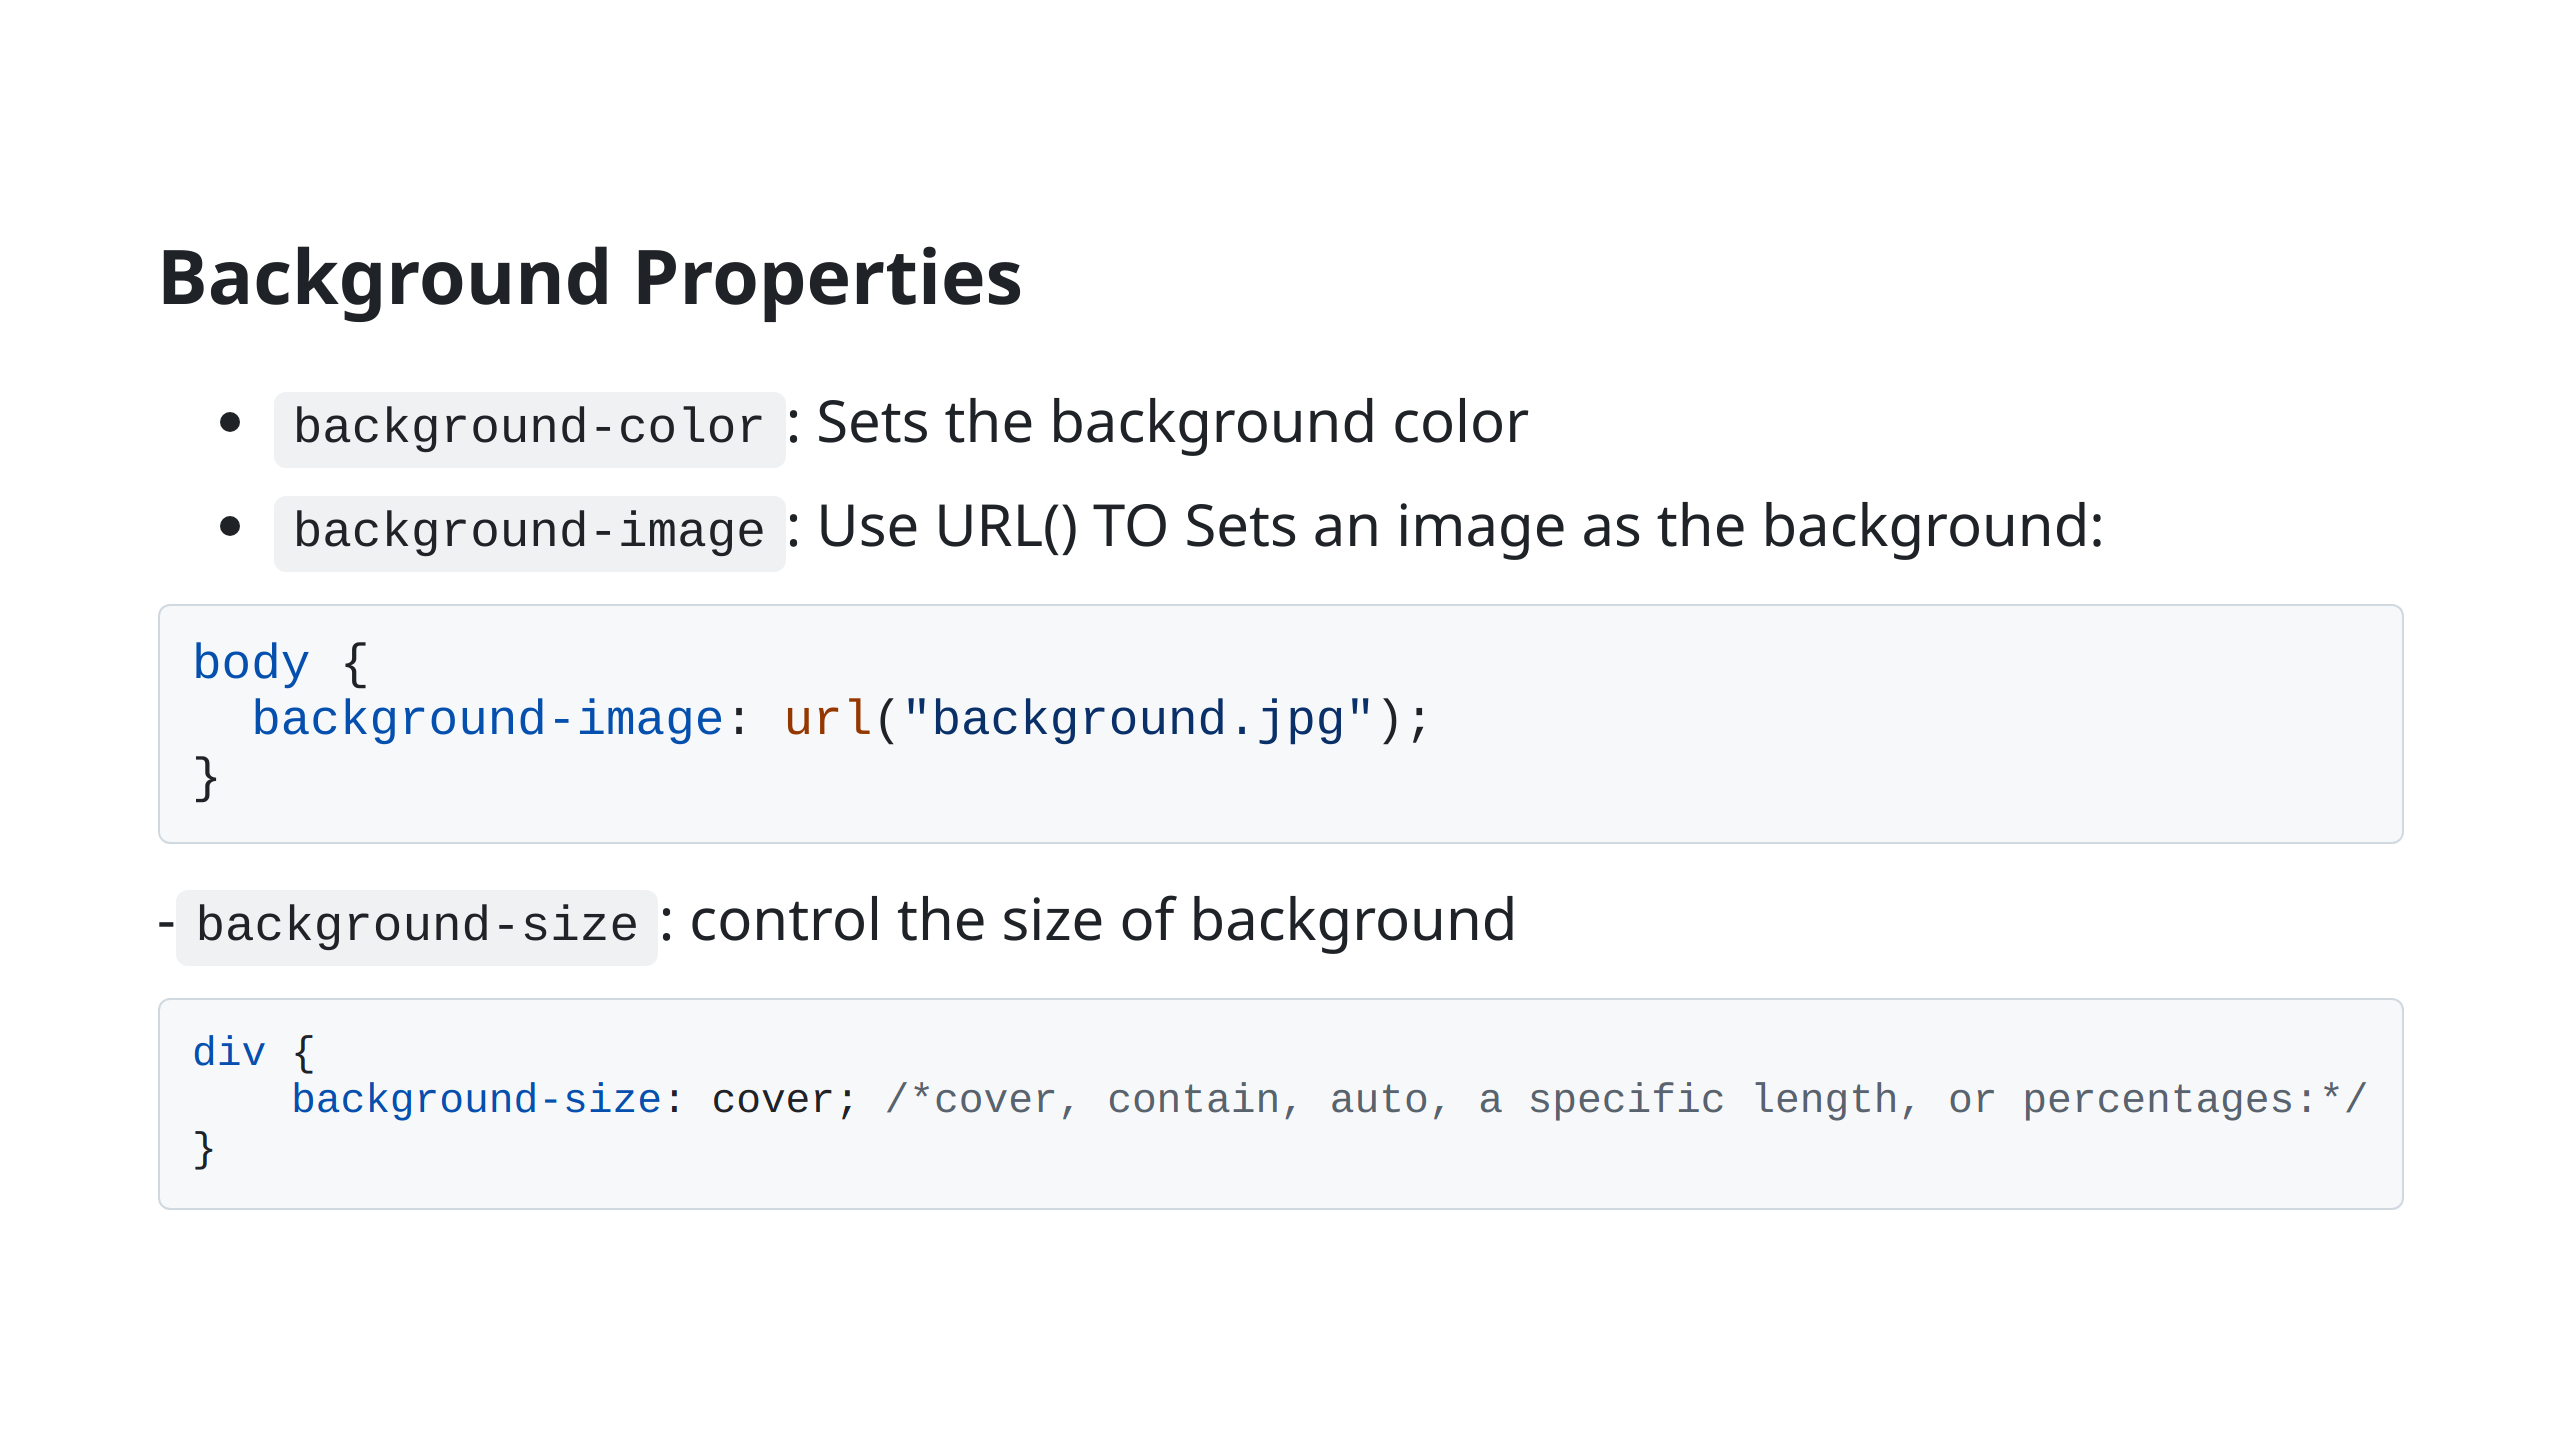 Background Properties
• background-color: Sets the background color
• background-image: Use URL() TO Sets an image as the background:
body {
  background-image: url("background.jpg");
}
-background-size: control the size of background
div {
    background-size: cover; /*cover, contain, auto, a specific length, or percentages:*/
}